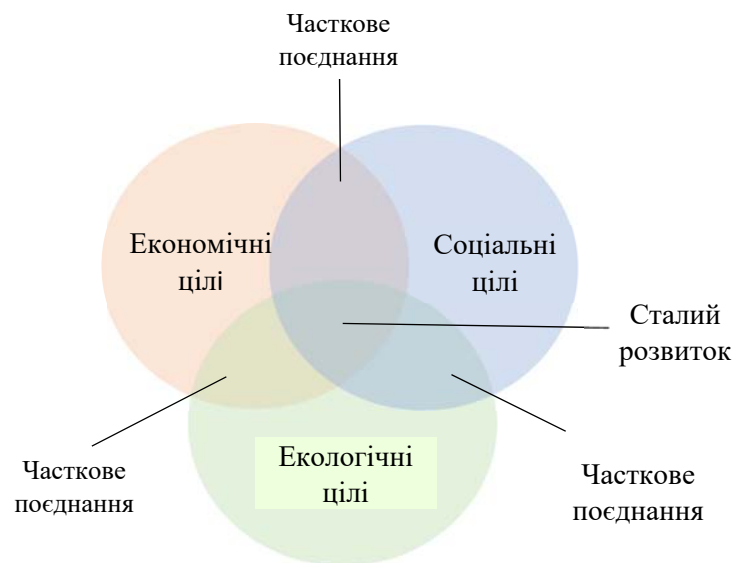 Часткове
поєднання
Економічні
цілі
Соціальні
цілі
Сталий
розвиток
Часткове
поєднання
Екологічні
цілі
Часткове
поєднання